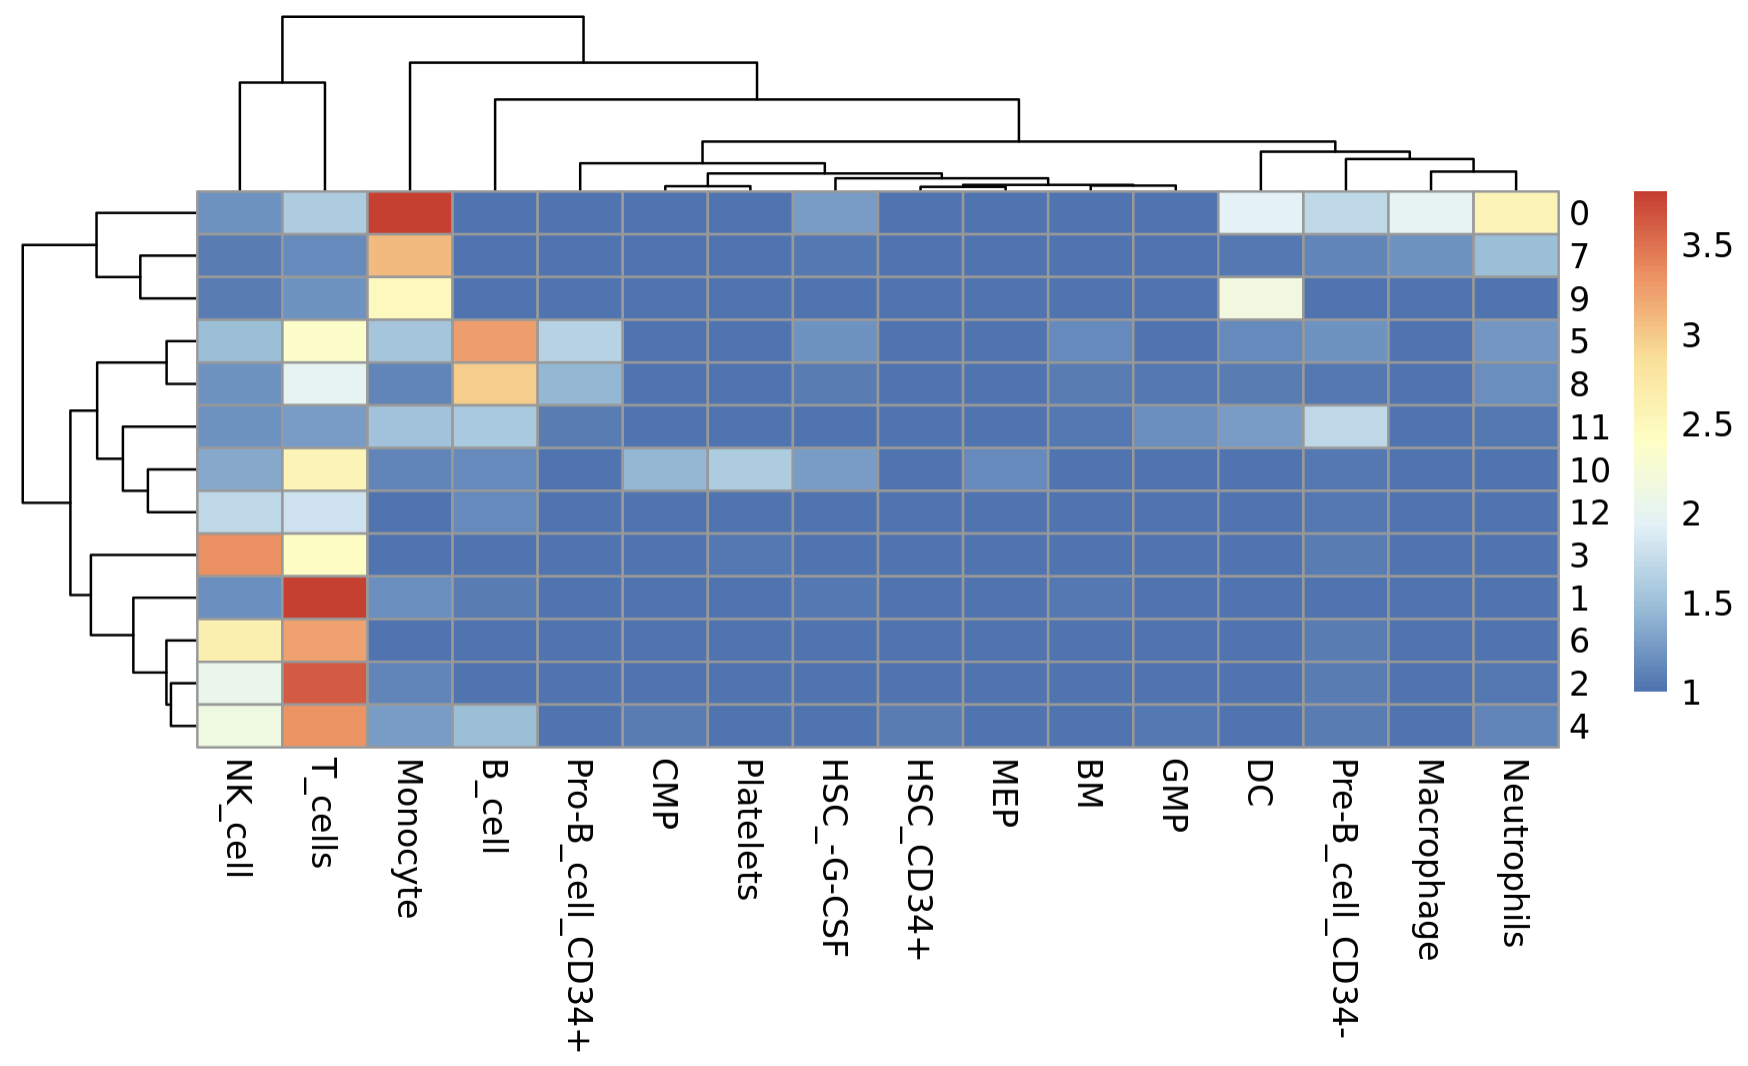 0
7
9
5
8
11
10
12
3
1
6
2
4
3.5
3
2.5
2
1.5
1
NK_cell
T_cells
Monocyte
B_cell
Pro-B_cell_CD34+
CMP
Platelets
HSC_-G-CSF
HSC_CD34+
MEP
BM
GMP
DC
Pre-B_cell_CD34-
Macrophage
Neutrophils